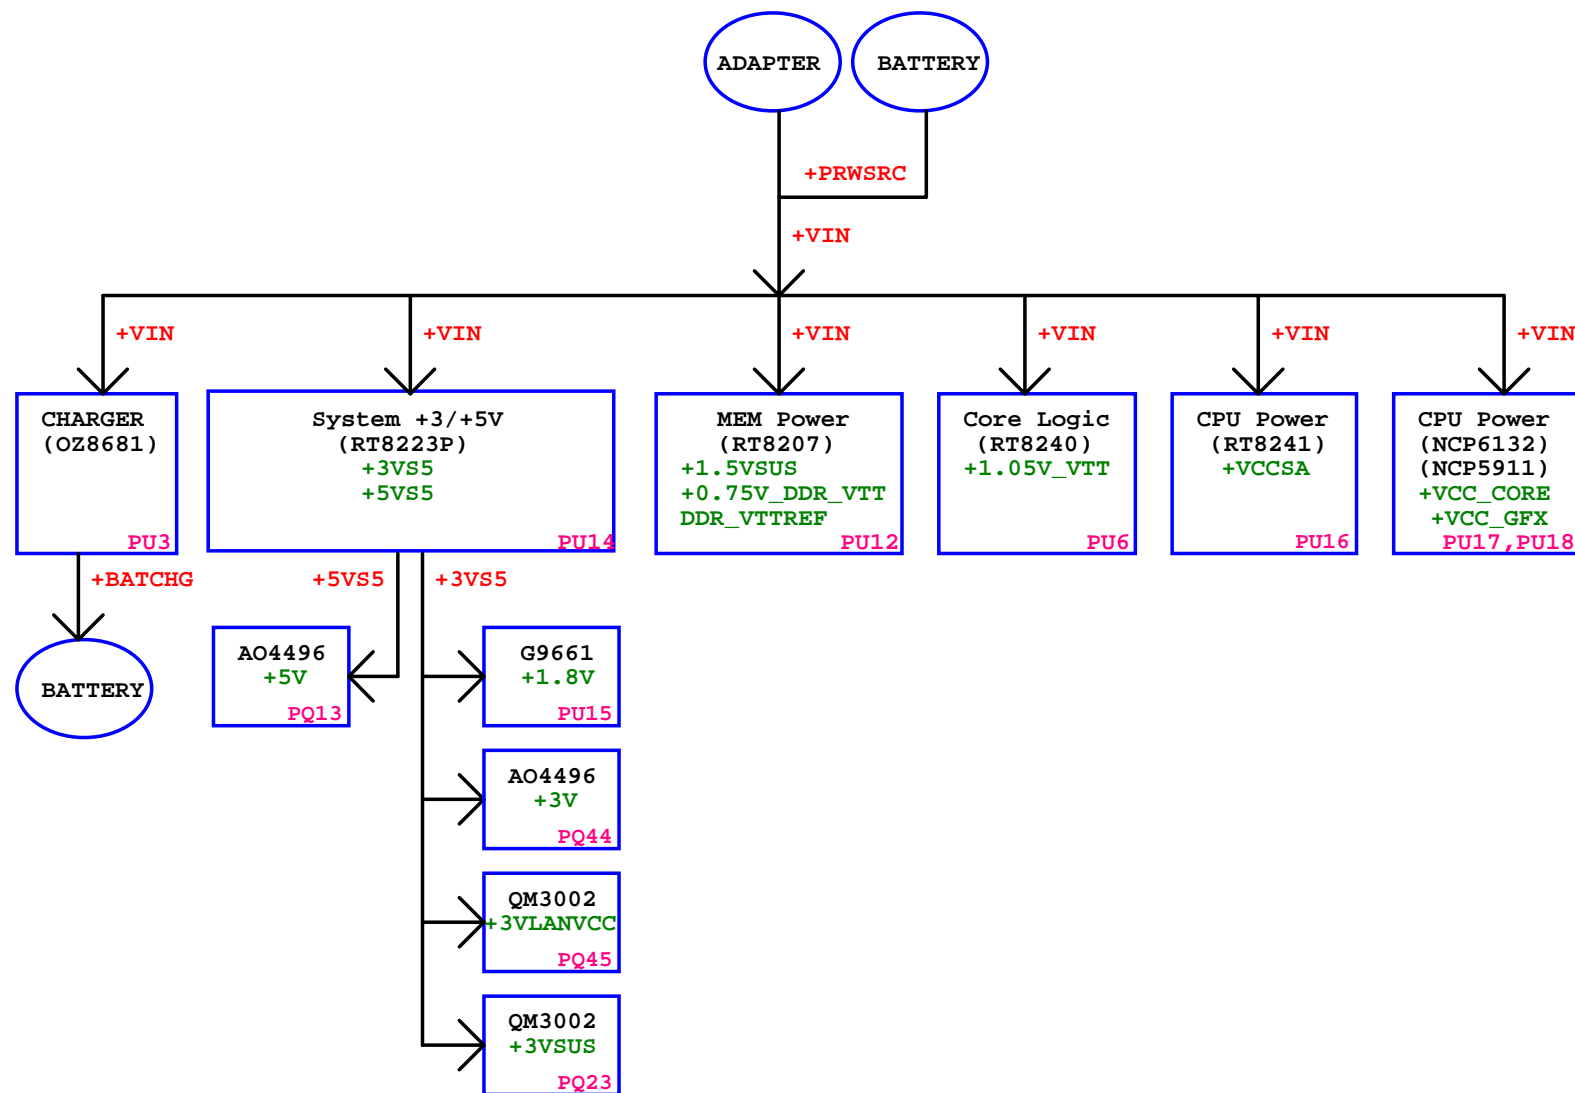 ADAPTER
BATTERY
+PRWSRC
+VIN
+VIN
+VIN
+VIN
+VIN
+VIN
+VIN
CHARGER
(OZ8681)
PU3
System +3/+5V
(RT8223P)
+3VS5
+5VS5
PU14
MEM Power
(RT8207)
+1.5VSUS
+0.75V_DDR_VTT
DDR_VTTREF
PU12
Core Logic
(RT8240)
+1.05V_VTT
PU6
CPU Power
(RT8241)
+VCCSA
PU16
CPU Power
(NCP6132)
(NCP5911)
+VCC_CORE
+VCC_GFX
PU17,PU18
+BATCHG
+5VS5
+3VS5
BATTERY
AO4496
+5V
PQ13
G9661
+1.8V
PU15
AO4496
+3V
PQ44
QM3002
+3VLANVCC
PQ45
QM3002
+3VSUS
PQ23